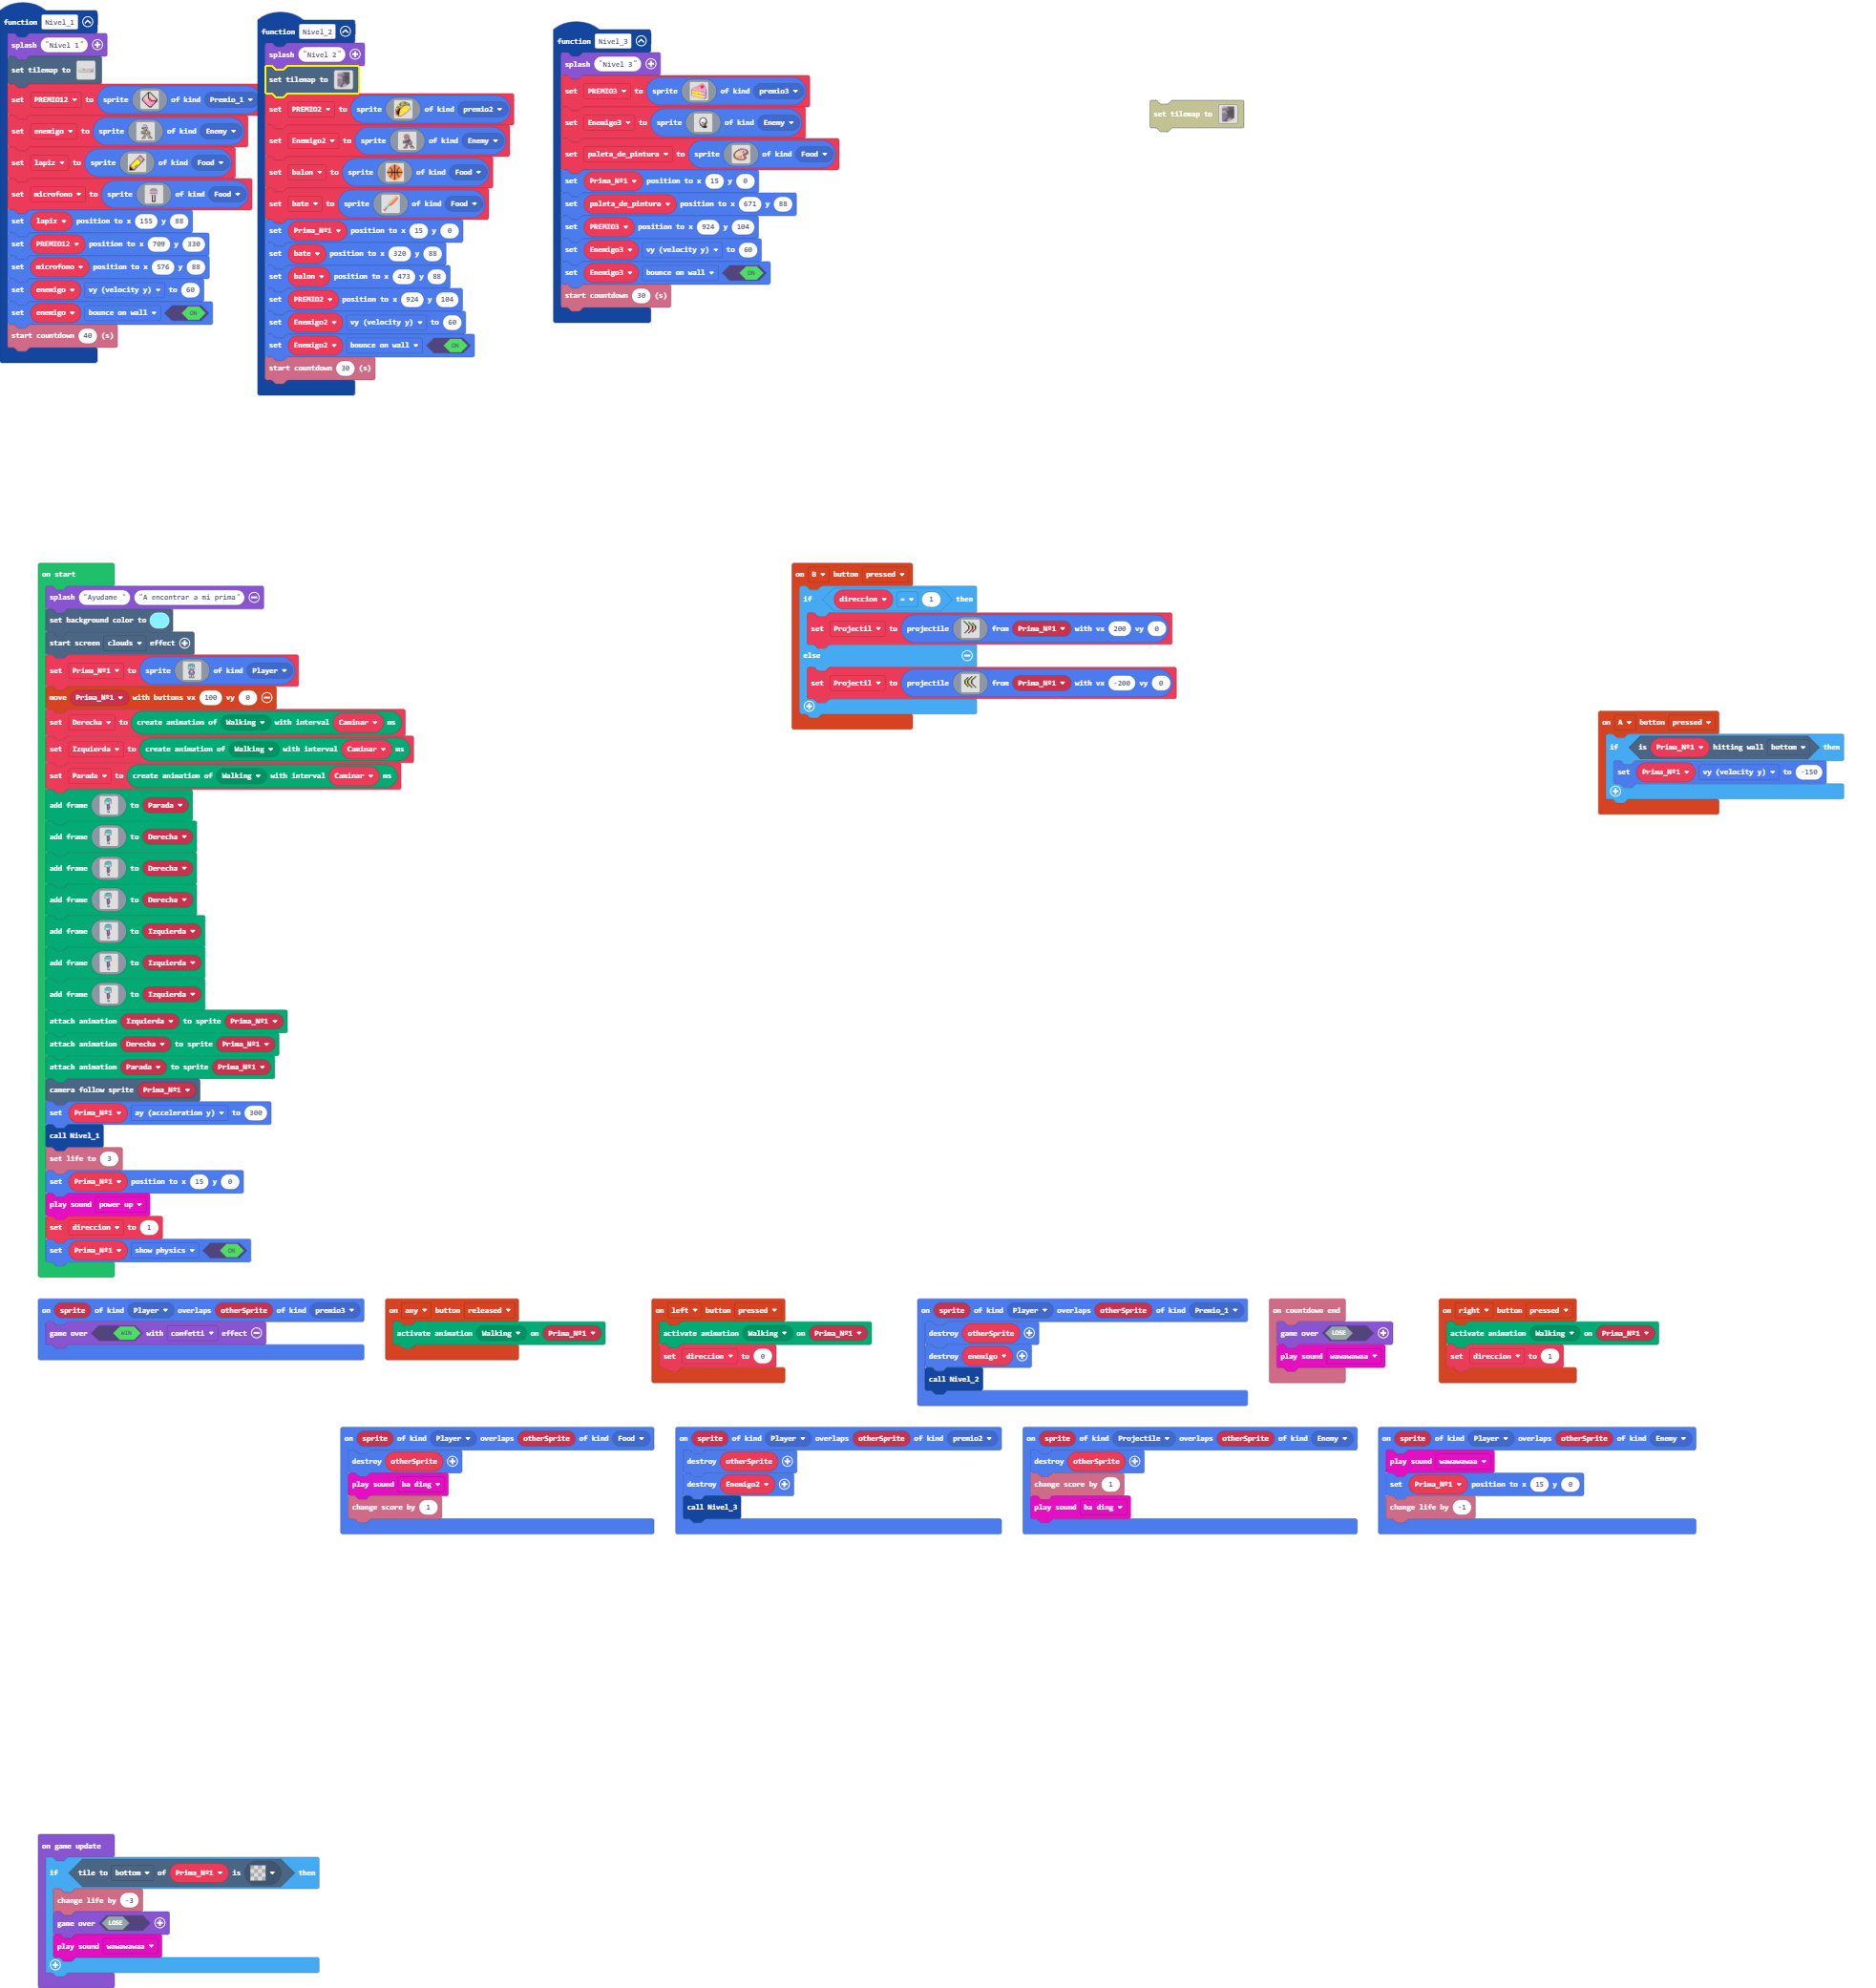 function Nivel_1
splash "Nivel 1"
set tilemap to
set PREMIO12 to sprite of kind Premio_1
set enemigo to sprite of kind Enemy
set lapiz to sprite of kind Food
set microfono to sprite of kind Food
set lapiz position to x 155 y 88
set PREMIO12 position to x 709 y 330
set microfono position to x 576 y 88
set enemigo vy (velocity y) to 60
set enemigo bounce on wall ON
start countdown 40 (s)
function Nivel_2
splash "Nivel 2"
set tilemap to
set PREMIO2 to sprite of kind premio2
set Enemigo2 to sprite of kind Enemy
set balon to sprite of kind Food
set bate to sprite of kind Food
set Prima_Nº1 position to x 15 y 0
set bate position to x 320 y 88
set balon position to x 473 y 88
set PREMIO2 position to x 924 y 104
set Enemigo2 vy (velocity y) to 60
set Enemigo2 bounce on wall ON
start countdown 30 (s)
function Nivel_3
splash "Nivel 3"
set PREMIO3 to sprite of kind premio3
set Enemigo3 to sprite of kind Enemy
set paleta_de_pintura to sprite of kind Food
set Prima_Nº1 position to x 15 y 0
set paleta_de_pintura position to x 671 y 88
set PREMIO3 position to x 924 y 104
set Enemigo3 vy (velocity y) to 60
set Enemigo3 bounce on wall ON
start countdown 30 (s)
set tilemap to
on start
splash "Ayudame " "A encontrar a mi prima"
set background color to
start screen clouds effect
set Prima_Nº1 to sprite of kind Player
move Prima_Nº1 with buttons vx 100 vy 0
set Derecha to create animation of Walking with interval Caminar ms
set Izquierda to create animation of Walking with interval Caminar ms
set Parada to create animation of Walking with interval Caminar ms
add frame to Parada
add frame to Derecha
add frame to Derecha
add frame to Derecha
add frame to Izquierda
add frame to Izquierda
add frame to Izquierda
attach animation Izquierda to sprite Prima_Nº1
attach animation Derecha to sprite Prima_Nº1
attach animation Parada to sprite Prima_Nº1
camera follow sprite Prima_Nº1
set Prima_Nº1 ay (acceleration y) to 300
call Nivel_1
set life to 3
set Prima_Nº1 position to x 15 y 0
play sound power up
set direccion to 1
set Prima_Nº1 show physics ON
on B button pressed
if direccion = 1 then
set Projectil to projectile from Prima_Nº1 with vx 200 vy 0
else
set Projectil to projectile from Prima_Nº1 with vx -200 vy 0
on A button pressed
if is Prima_Nº1 hitting wall bottom then
set Prima_Nº1 vy (velocity y) to -150
on sprite of kind Player overlaps otherSprite of kind premio3
game over WIN with confetti effect
on any button released
activate animation Walking on Prima_Nº1
on left button pressed
activate animation Walking on Prima_Nº1
set direccion to 0
on sprite of kind Player overlaps otherSprite of kind Premio_1
destroy otherSprite
destroy enemigo
call Nivel_2
on countdown end
game over LOSE
play sound wawawawaa
on right button pressed
activate animation Walking on Prima_Nº1
set direccion to 1
on sprite of kind Player overlaps otherSprite of kind Food
destroy otherSprite
play sound ba ding
change score by 1
on sprite of kind Player overlaps otherSprite of kind premio2
destroy otherSprite
destroy Enemigo2
call Nivel_3
on sprite of kind Projectile overlaps otherSprite of kind Enemy
destroy otherSprite
change score by 1
play sound ba ding
on sprite of kind Player overlaps otherSprite of kind Enemy
play sound wawawawaa
set Prima_Nº1 position to x 15 y 0
change life by -1
on game update
if tile to bottom of Prima_Nº1 is then
change life by -3
game over LOSE
play sound wawawawaa